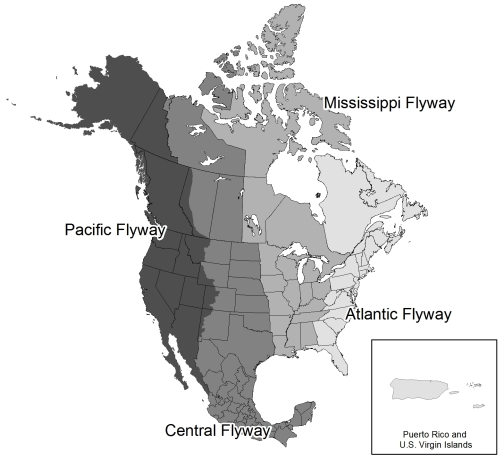 Mississippi Flyway
Pacific Flyway
Atlantic Flyway
Central Flyway
Puerto Rico and
U.S. Virgin Islands